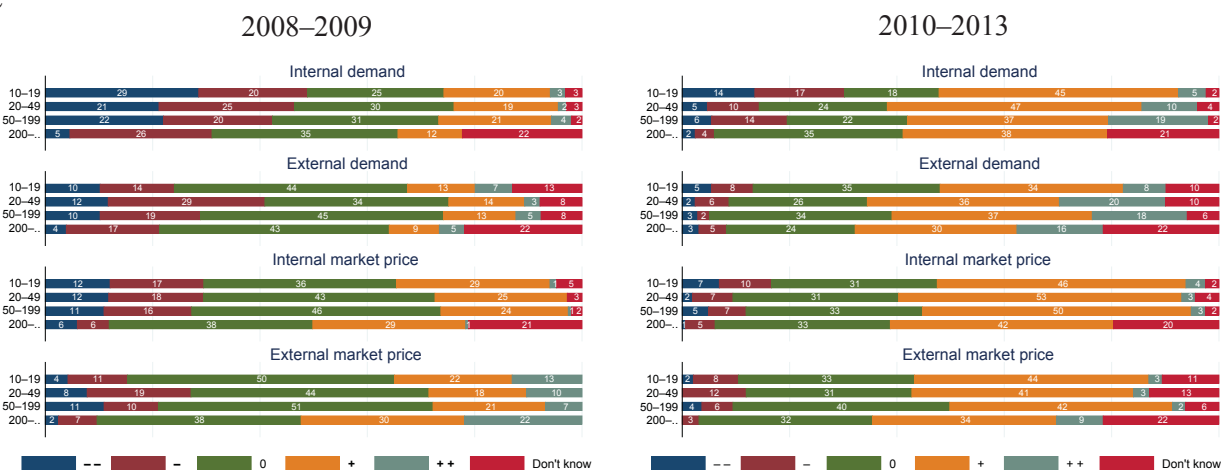 2008–2009
Internal demand
10–19 29 20 25 20 3 3
20–49 21 25 30 19 2 3
50–199 22 20 31 21 4 2
200–.. 5 26 35 12 22
External demand
10–19 10 14 44 13 7 13
20–49 12 29 34 14 3 8
50–199 10 19 45 13 5 8
200–.. 4 17 43 9 5 22
Internal market price
10–19 12 17 36 29 1 5
20–49 12 18 43 25 3
50–199 11 16 46 24 1 2
200–.. 6 6 38 29 1 21
External market price
10–19 4 11 50 22 13
20–49 8 19 44 18 10
50–199 11 10 51 21 7
200–.. 2 7 38 30 22
– – – 0 + + + Don't know
2010–2013
Internal demand
10–19 14 17 18 45 5 2
20–49 5 10 24 47 10 4
50–199 6 14 22 37 19 2
200–.. 2 4 35 38 21
External demand
10–19 5 8 35 34 8 10
20–49 2 6 26 36 20 10
50–199 3 2 34 37 18 6
200–.. 3 5 24 30 16 22
Internal market price
10–19 7 10 31 46 4 2
20–49 2 7 31 53 3 4
50–199 5 7 33 50 3 2
200–.. 1 5 33 42 20
External market price
10–19 2 8 33 44 3 11
20–49 12 31 41 3 13
50–199 4 6 40 42 2 6
200–.. 3 32 34 9 22
– – – 0 + + + Don't know